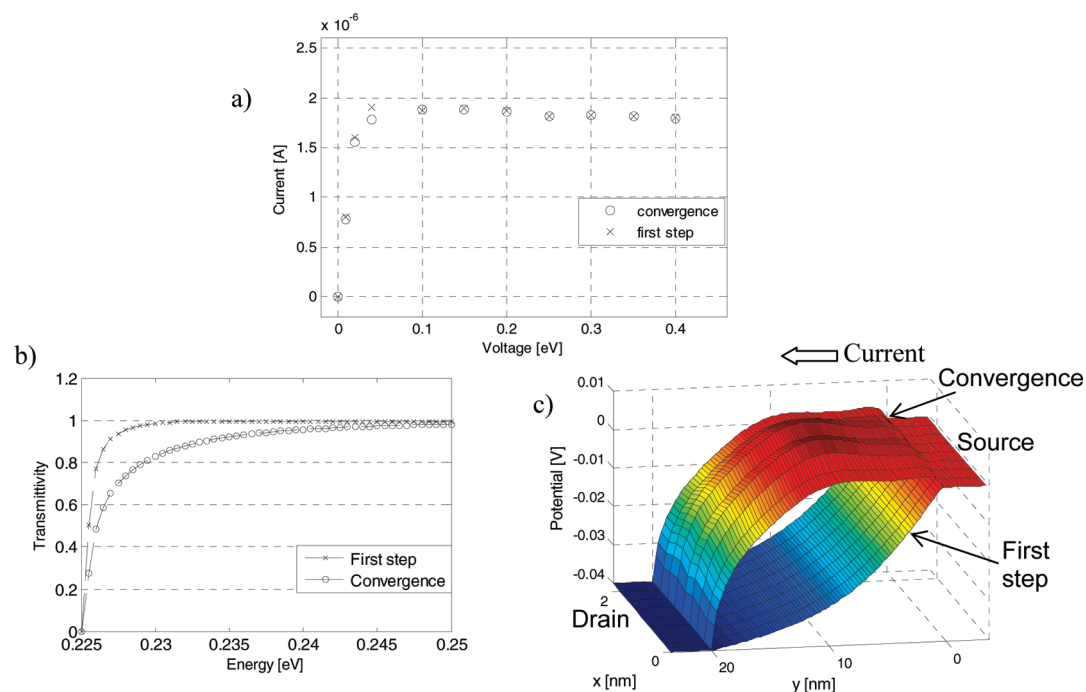 a)
x 10⁻⁶
2.5
2
1.5
1
0.5
0
Current [A]
convergence
first step
0 0.1 0.2 0.3 0.4
Voltage [eV]
b)
1.2
1
0.8
0.6
0.4
0.2
0
Transmittivity
First step
Convergence
0.225 0.23 0.235 0.24 0.245 0.25
Energy [eV]
c)
Current
Convergence
Source
First
step
Drain
0.01
0
-0.01
-0.02
-0.03
-0.04
Potential [V]
2
0
x [nm]
20 10 0
y [nm]